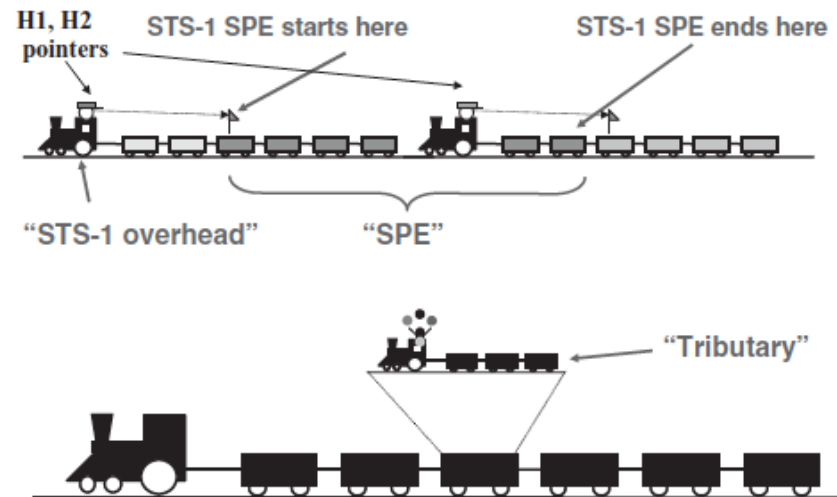 H1, H2
pointers
STS-1 SPE starts here
STS-1 SPE ends here
“STS-1 overhead”
“SPE”
“Tributary”